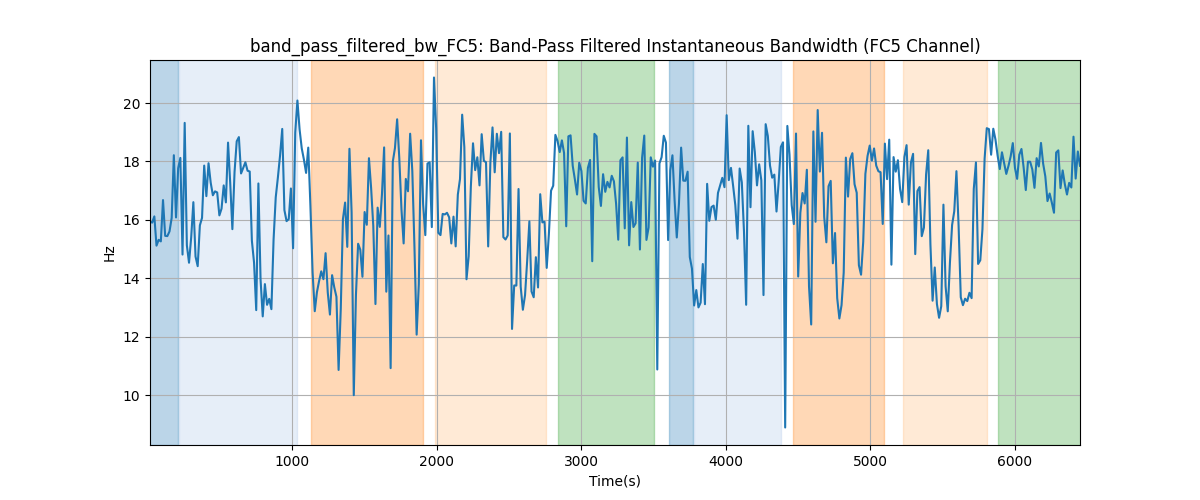 band_pass_filtered_bw_FC5: Band-Pass Filtered Instantaneous Bandwidth (FC5 Channel)
20
18
16
14
12
10
Hz
1000 2000 3000 4000 5000 6000
Time(s)